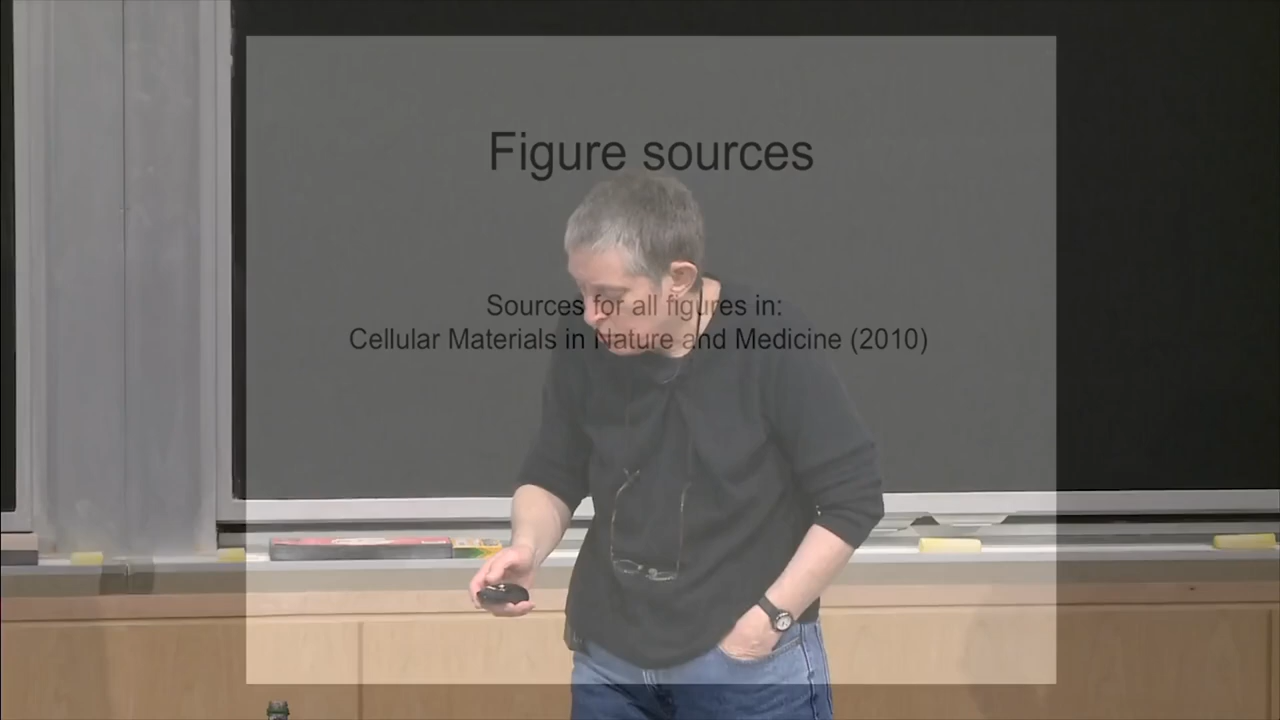 Figure sources
Sources for all figures in:
Cellular Materials in Nature and Medicine (2010)